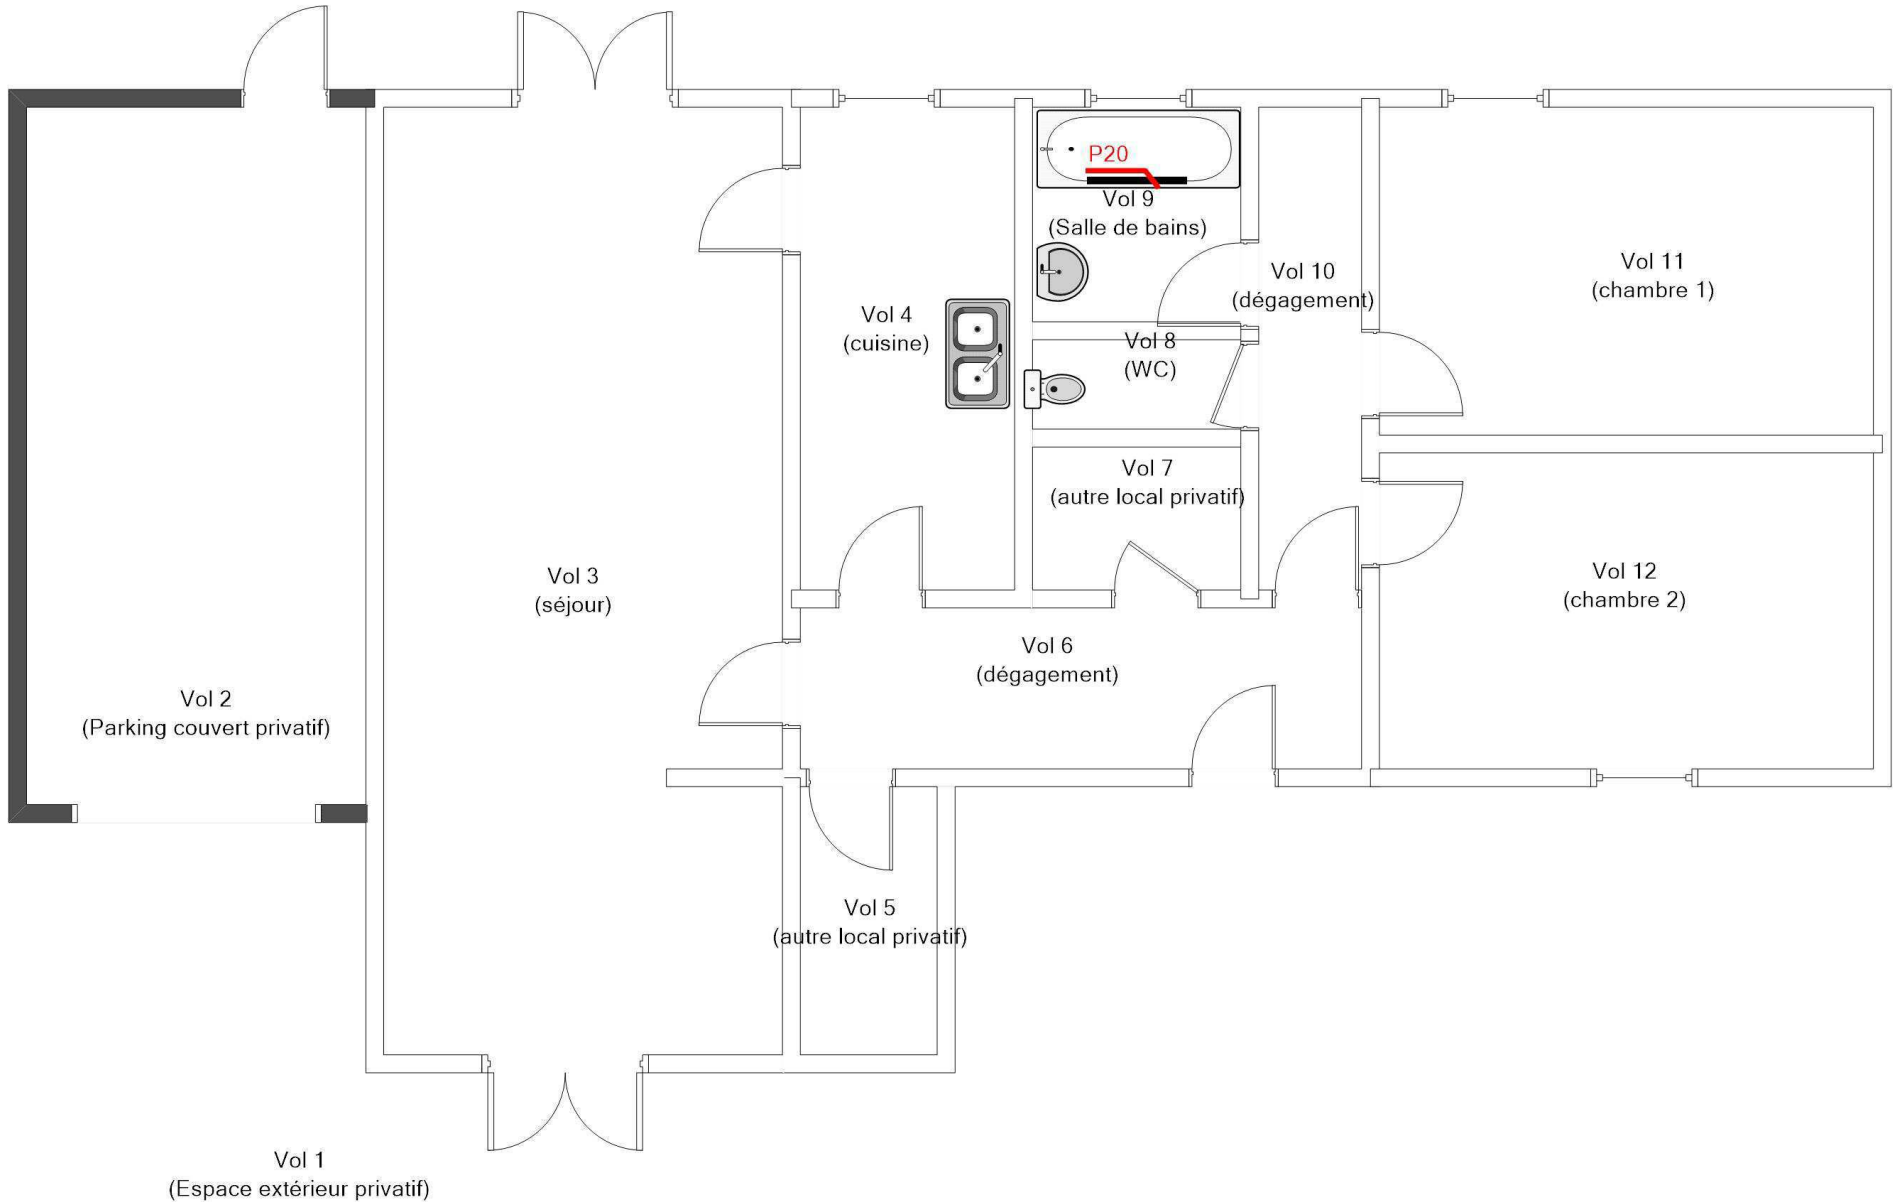 P20
Vol 9
(Salle de bains)
Vol 10
(dégagement)
Vol 11
(chambre 1)
Vol 4
(cuisine)
Vol 8
(WC)
Vol 7
(autre local privatif)
Vol 3
(séjour)
Vol 12
(chambre 2)
Vol 6
(dégagement)
Vol 2
(Parking couvert privatif)
Vol 5
(autre local privatif)
Vol 1
(Espace extérieur privatif)